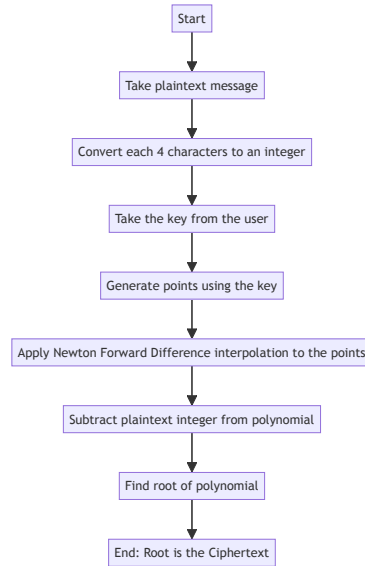 Start
Take plaintext message
Convert each 4 characters to an integer
Take the key from the user
Generate points using the key
Apply Newton Forward Difference interpolation to the points
Subtract plaintext integer from polynomial
Find root of polynomial
End: Root is the Ciphertext